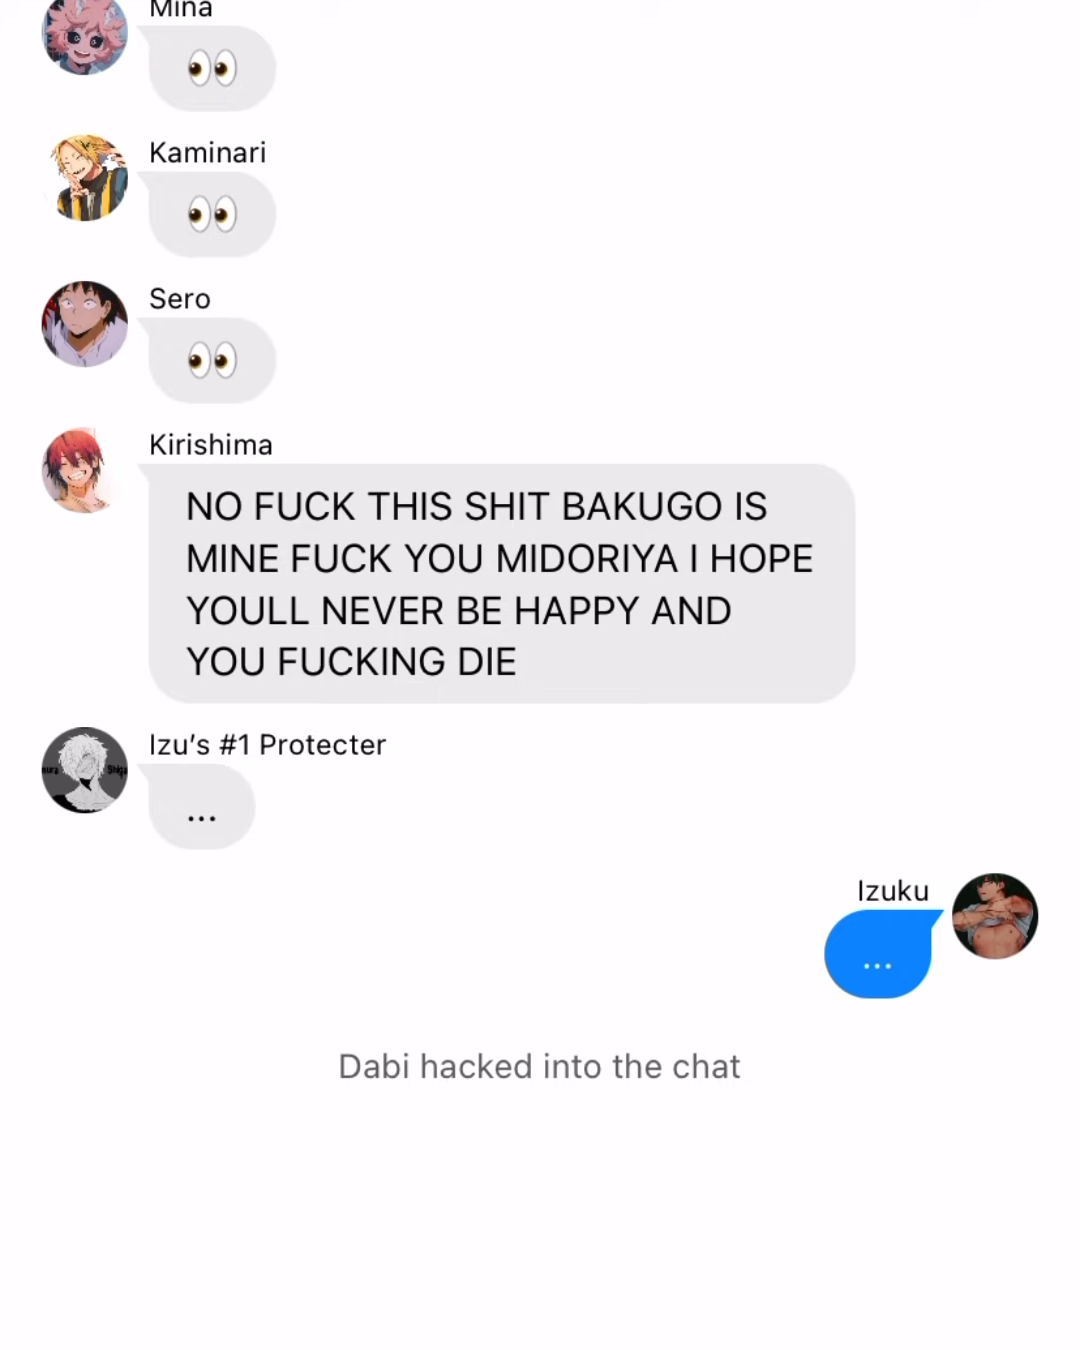 Mina
👀
Kaminari
👀
Sero
👀
Kirishima
NO FUCK THIS SHIT BAKUGO IS
MINE FUCK YOU MIDORIYA I HOPE
YOULL NEVER BE HAPPY AND
YOU FUCKING DIE
Izu's #1 Protecter
...
Izuku
...
Dabi hacked into the chat